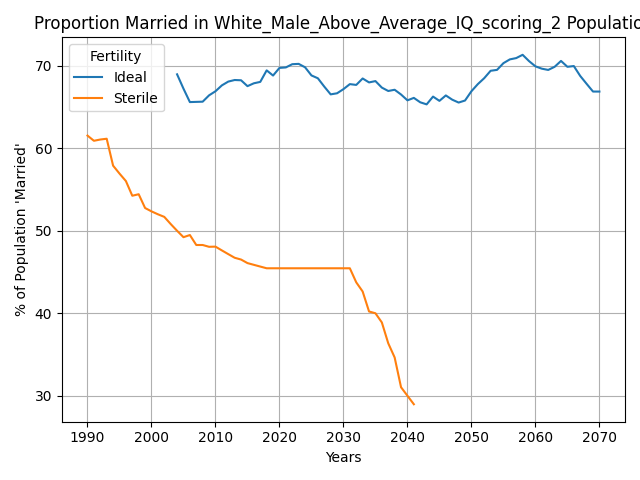 Proportion Married in White_Male_Above_Average_IQ_scoring_2 Populatio
Fertility
Ideal
Sterile
% of Population 'Married'
70
60
50
40
30
1990 2000 2010 2020 2030 2040 2050 2060 2070
Years